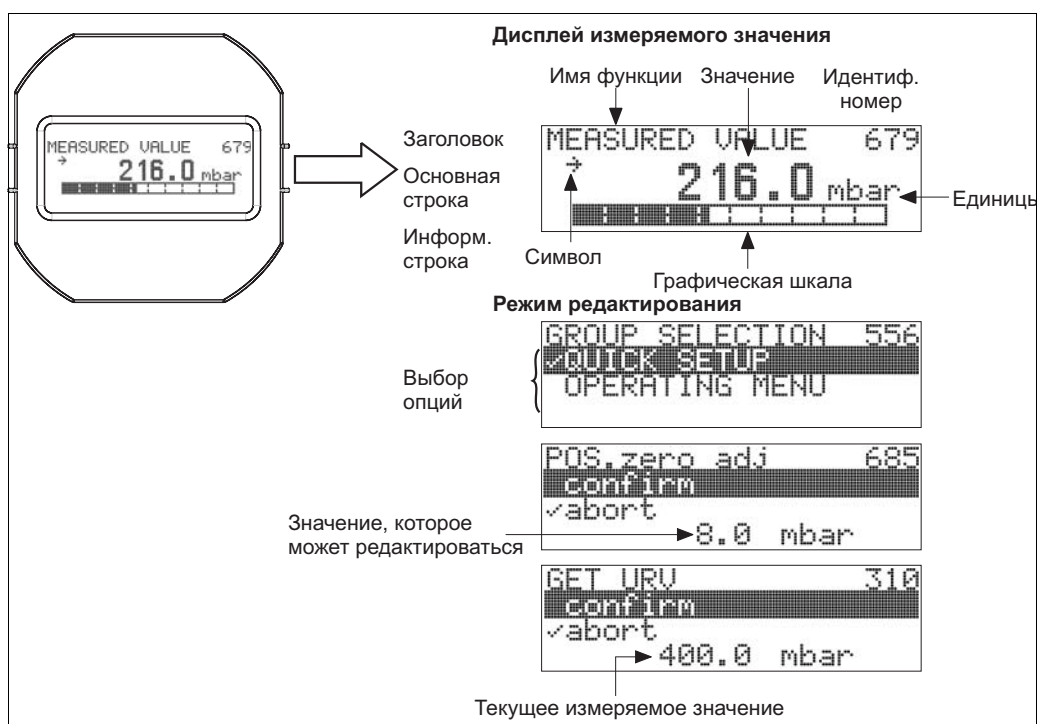 Дисплей измеряемого значения
Имя функции
Значение
Идентиф.
номер
MEASURED VALUE 679
→
216.0 mbar
Заголовок
Основная
строка
Информ.
строка
MEASURED VALUE 679
→
216.0 mbar
Единицы
Символ
Графическая шкала
Режим редактирования
GROUP SELECTION 556
✓QUICK SETUP
OPERATING MENU
Выбор
опций
POS.zero adj 685
confirm
✓abort
8.0 mbar
Значение, которое
может редактироваться
GET URV 310
confirm
✓abort
400.0 mbar
Текущее измеряемое значение